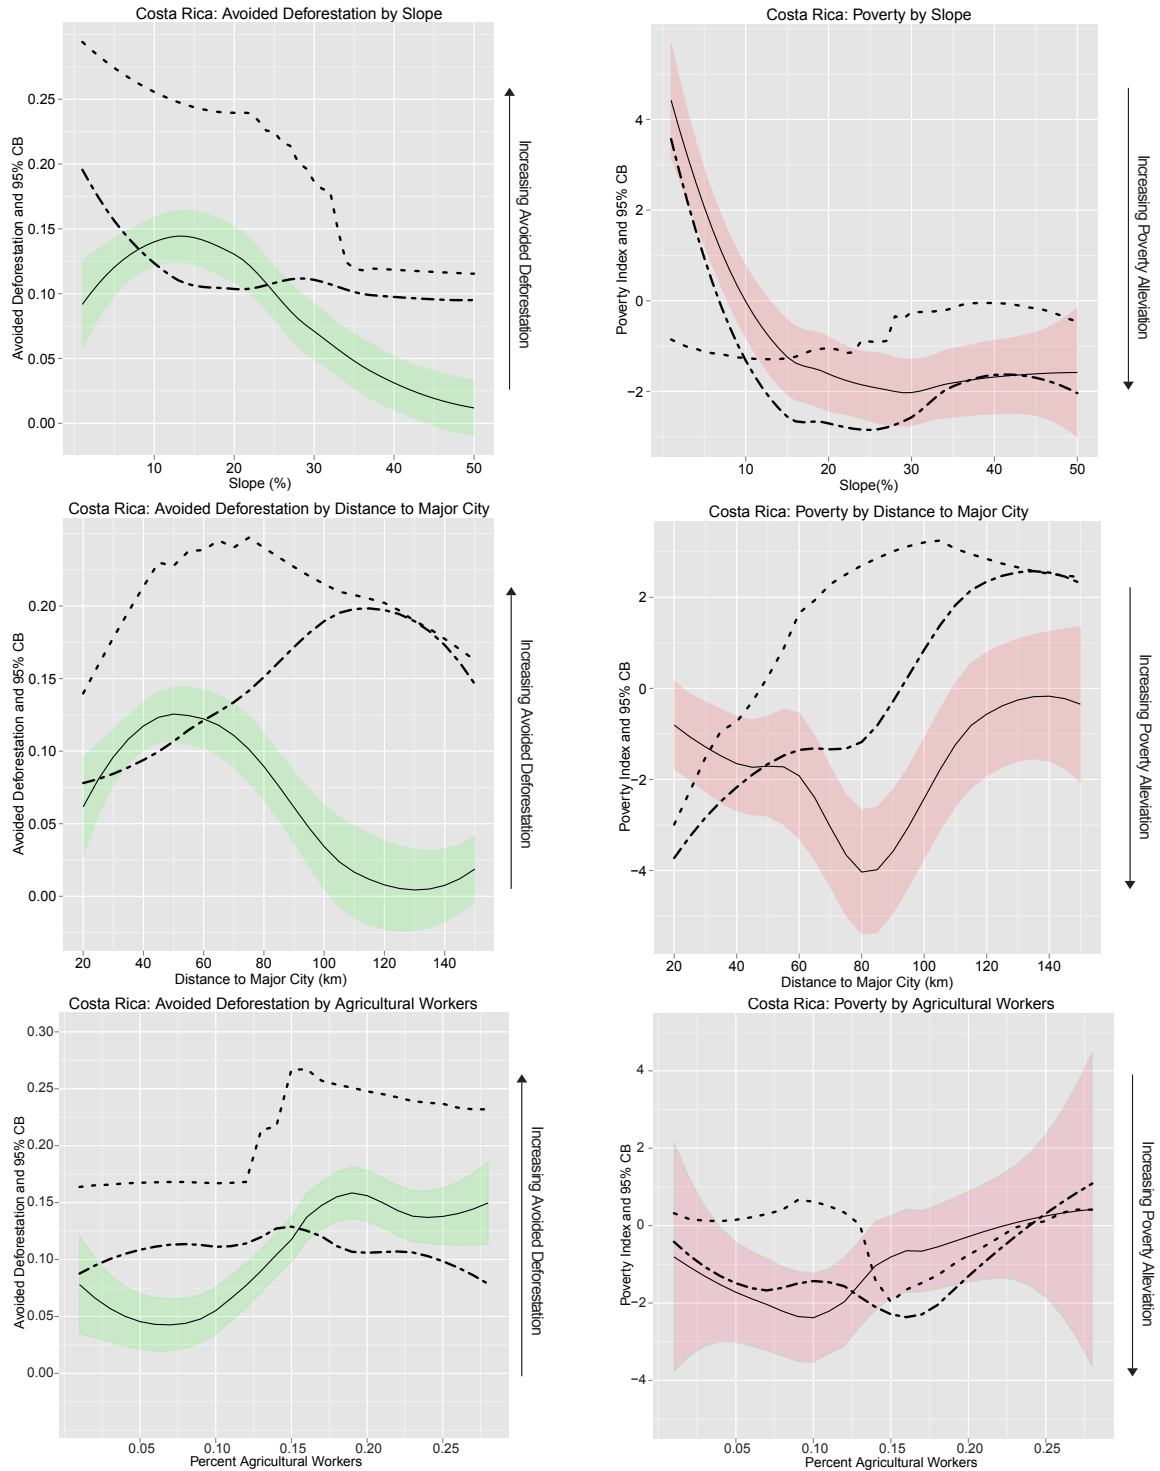 Costa Rica: Avoided Deforestation by Slope
Avoided Deforestation and 95% CB
0.25
0.20
0.15
0.10
0.05
0.00
10 20 30 40 50
Slope (%)
Increasing Avoided Deforestation
Costa Rica: Poverty by Slope
Poverty Index and 95% CB
4
2
0
−2
10 20 30 40 50
Slope(%)
Increasing Poverty Alleviation
Costa Rica: Avoided Deforestation by Distance to Major City
Avoided Deforestation and 95% CB
0.20
0.15
0.10
0.05
0.00
20 40 60 80 100 120 140
Distance to Major City (km)
Increasing Avoided Deforestation
Costa Rica: Poverty by Distance to Major City
Poverty Index and 95% CB
2
0
−2
−4
20 40 60 80 100 120 140
Distance to Major City (km)
Increasing Poverty Alleviation
Costa Rica: Avoided Deforestation by Agricultural Workers
Avoided Deforestation and 95% CB
0.30
0.25
0.20
0.15
0.10
0.05
0.00
0.05 0.10 0.15 0.20 0.25
Percent Agricultural Workers
Increasing Avoided Deforestation
Costa Rica: Poverty by Agricultural Workers
Poverty Index and 95% CB
4
2
0
−2
−4
0.05 0.10 0.15 0.20 0.25
Percent Agricultural Workers
Increasing Poverty Alleviation